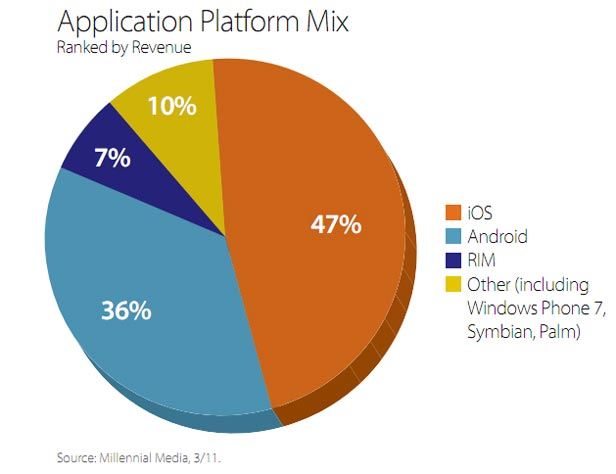 Application Platform Mix
Ranked by Revenue
10%
7%
47%
36%
iOS
Android
RIM
Other (including
Windows Phone 7,
Symbian, Palm)
Source: Millennial Media, 3/11.